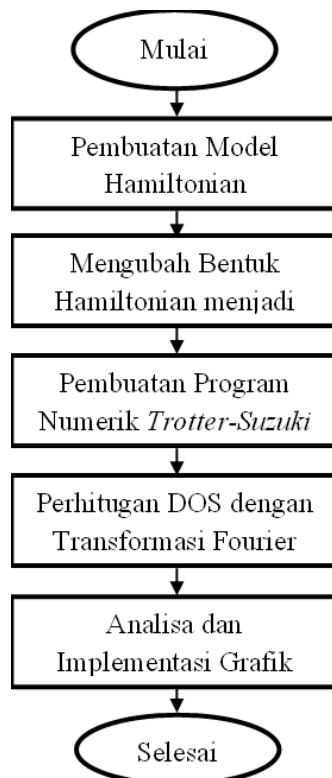 Mulai
Pembuatan Model
Hamiltonian
Mengubah Bentuk
Hamiltonian menjadi
Pembuatan Program
Numerik Trotter-Suzuki
Perhitugan DOS dengan
Transformasi Fourier
Analisa dan
Implementasi Grafik
Selesai